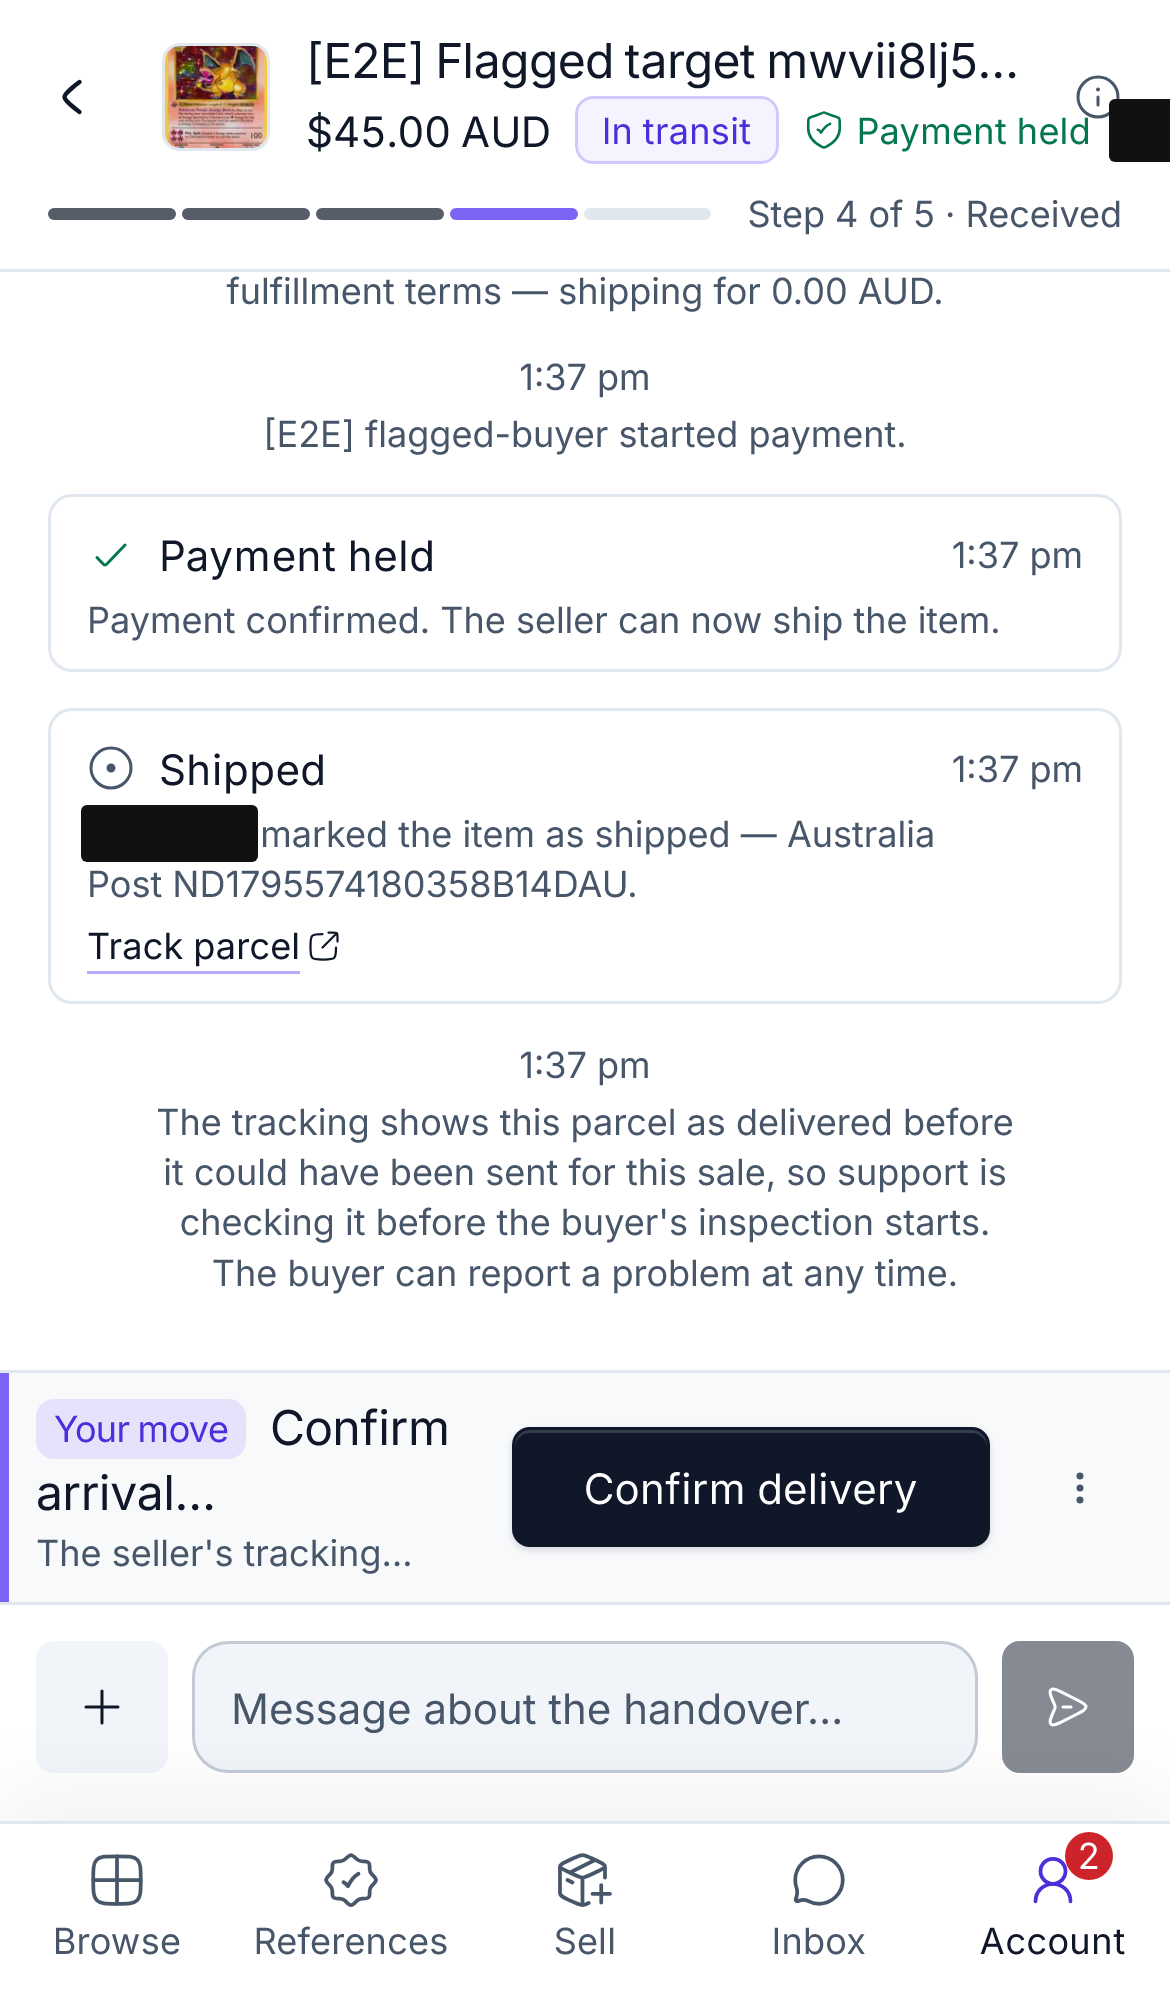 [E2E] Flagged target mwvii8lj5...
$45.00 AUD In transit Payment held
Step 4 of 5 · Received
fulfillment terms — shipping for 0.00 AUD.
1:37 pm
[E2E] flagged-buyer started payment.
Payment held 1:37 pm
Payment confirmed. The seller can now ship the item.
Shipped 1:37 pm
marked the item as shipped — Australia
Post ND1795574180358B14DAU.
Track parcel
1:37 pm
The tracking shows this parcel as delivered before
it could have been sent for this sale, so support is
checking it before the buyer's inspection starts.
The buyer can report a problem at any time.
Your move Confirm
arrival...
The seller's tracking...
Confirm delivery
Message about the handover...
2
Browse References Sell Inbox Account